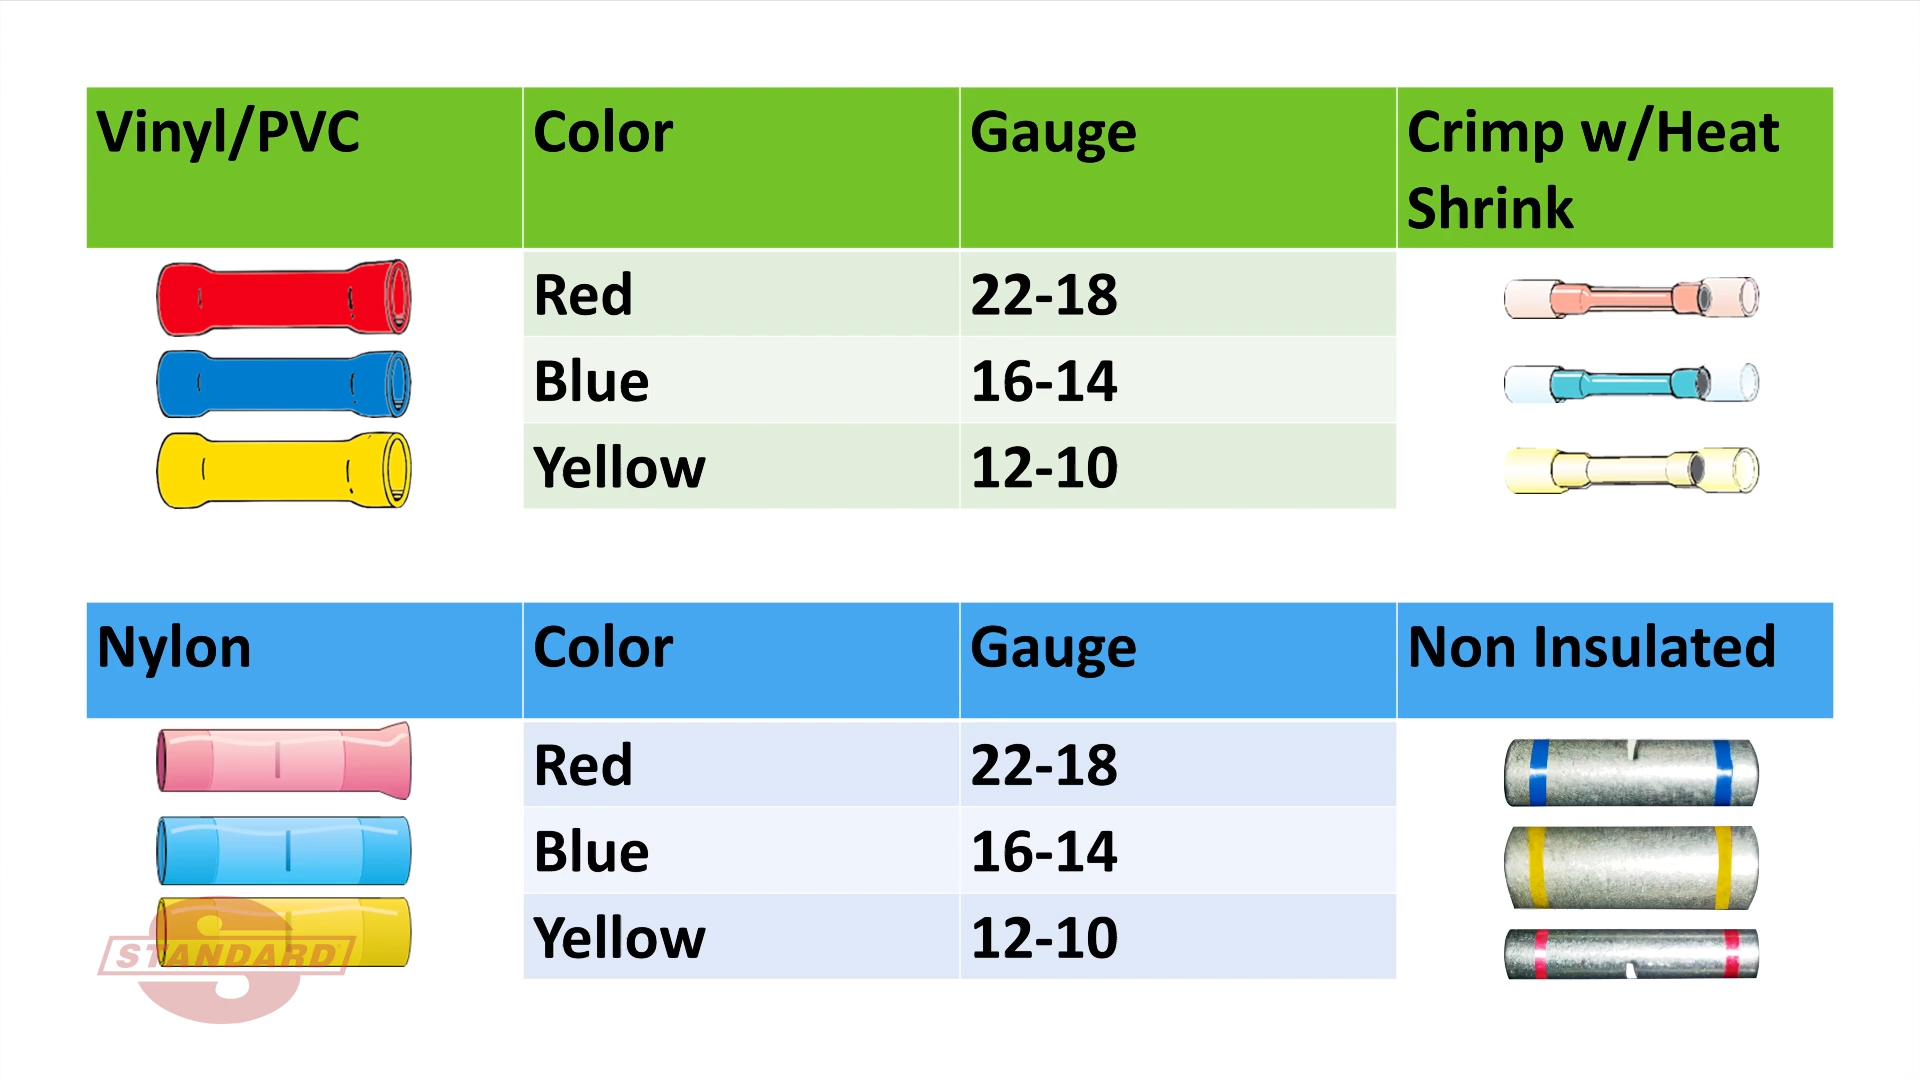 Vinyl/PVC Color Gauge Crimp w/Heat
Shrink
Red 22-18
Blue 16-14
Yellow 12-10
Nylon Color Gauge Non Insulated
Red 22-18
Blue 16-14
Yellow 12-10
S
STANDARD